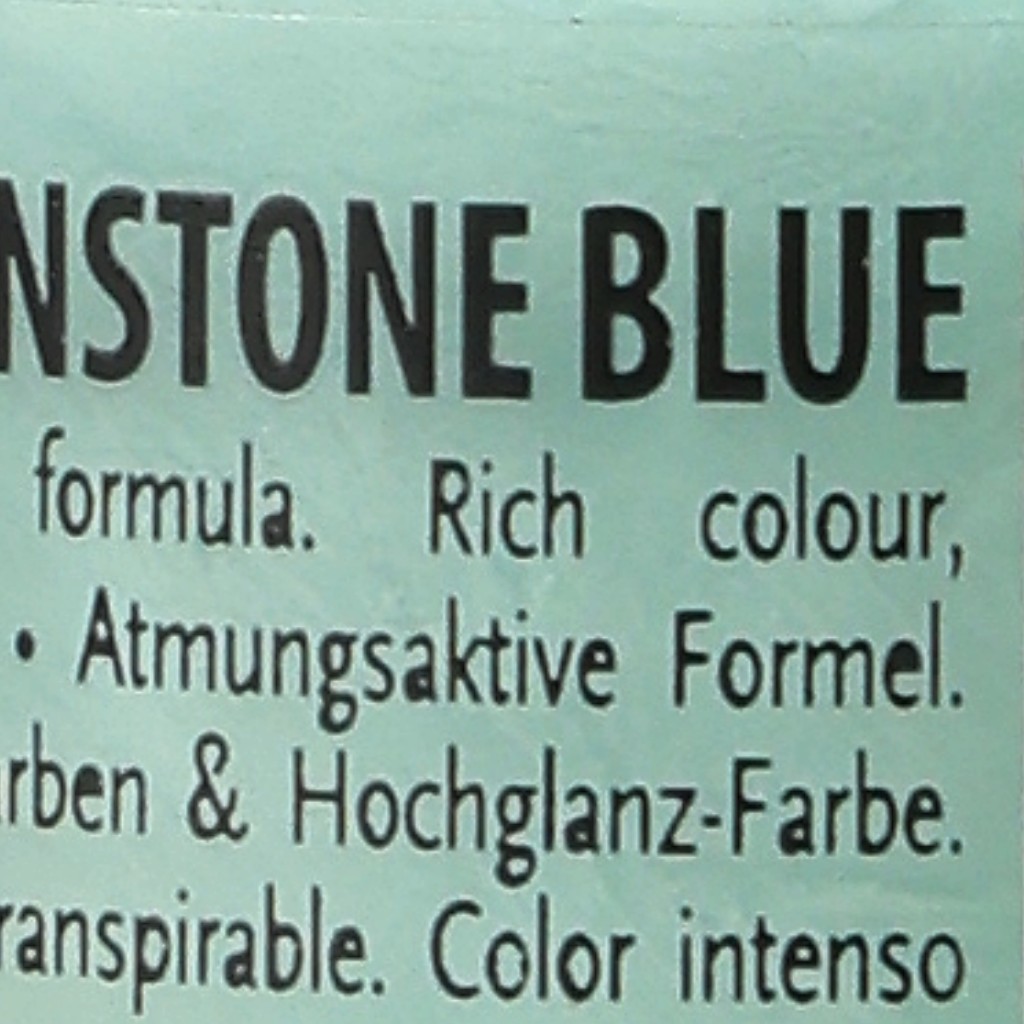 NSTONE BLUE
formula. Rich colour,
• Atmungsaktive Formel.
rben & Hochglanz-Farbe.
ranspirable. Color intenso